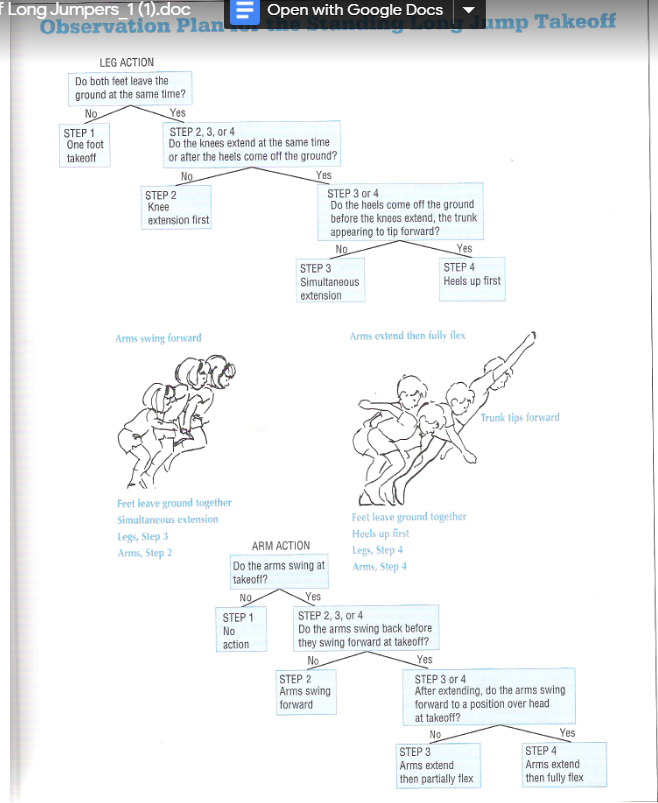 f Long Jumpers_1 (1).doc
Open with Google Docs
Observation Plan for the Standing Long Jump Takeoff
LEG ACTION
Do both feet leave the
ground at the same time?
No
Yes
STEP 1
One foot
takeoff
STEP 2, 3, or 4
Do the knees extend at the same time
or after the heels come off the ground?
No
Yes
STEP 2
Knee
extension first
STEP 3 or 4
Do the heels come off the ground
before the knees extend, the trunk
appearing to tip forward?
No
Yes
STEP 3
Simultaneous
extension
STEP 4
Heels up first
Arms swing forward
Feet leave ground together
Simultaneous extension
Legs, Step 3
Arms, Step 2
Arms extend then fully flex
Trunk tips forward
Feet leave ground together
Heels up first
Legs, Step 4
Arms, Step 4
ARM ACTION
Do the arms swing at
takeoff?
No
Yes
STEP 1
No
action
STEP 2, 3, or 4
Do the arms swing back before
they swing forward at takeoff?
No
Yes
STEP 2
Arms swing
forward
STEP 3 or 4
After extending, do the arms swing
forward to a position over head
at takeoff?
No
Yes
STEP 3
Arms extend
then partially flex
STEP 4
Arms extend
then fully flex